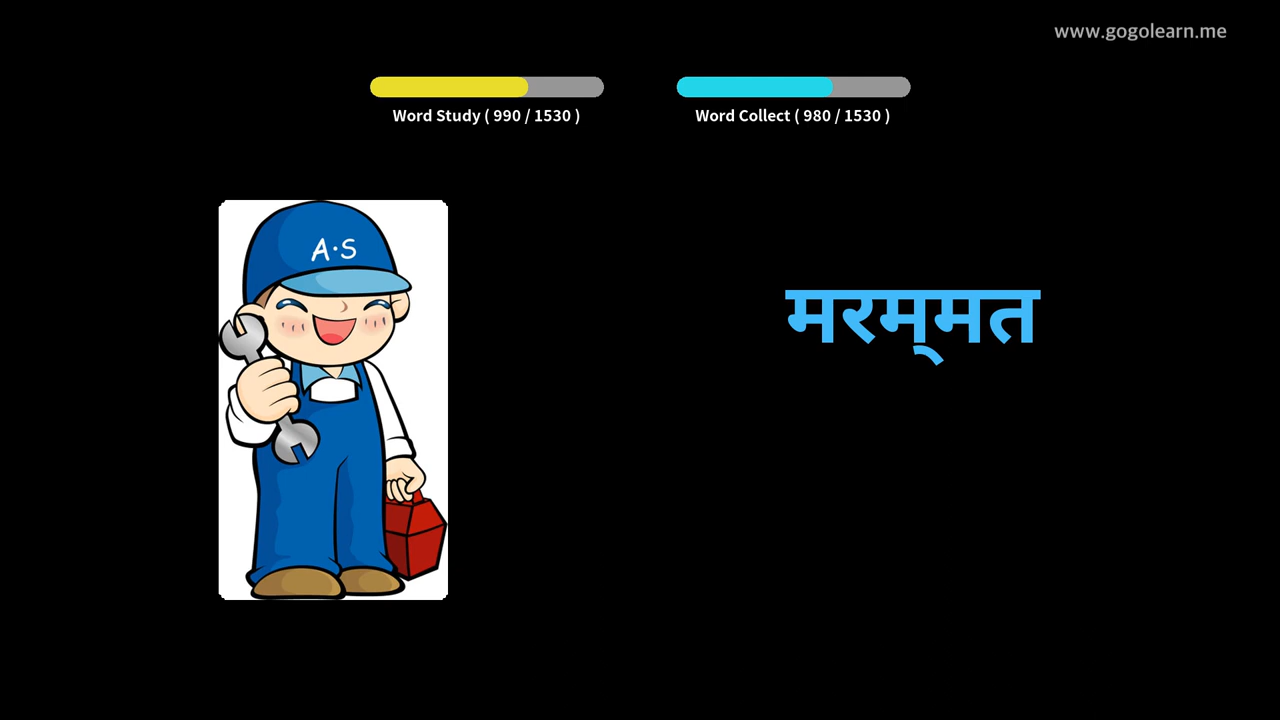 www.gogolearn.me
Word Study ( 990 / 1530 )
Word Collect ( 980 / 1530 )
A·S
मरम्‌मत